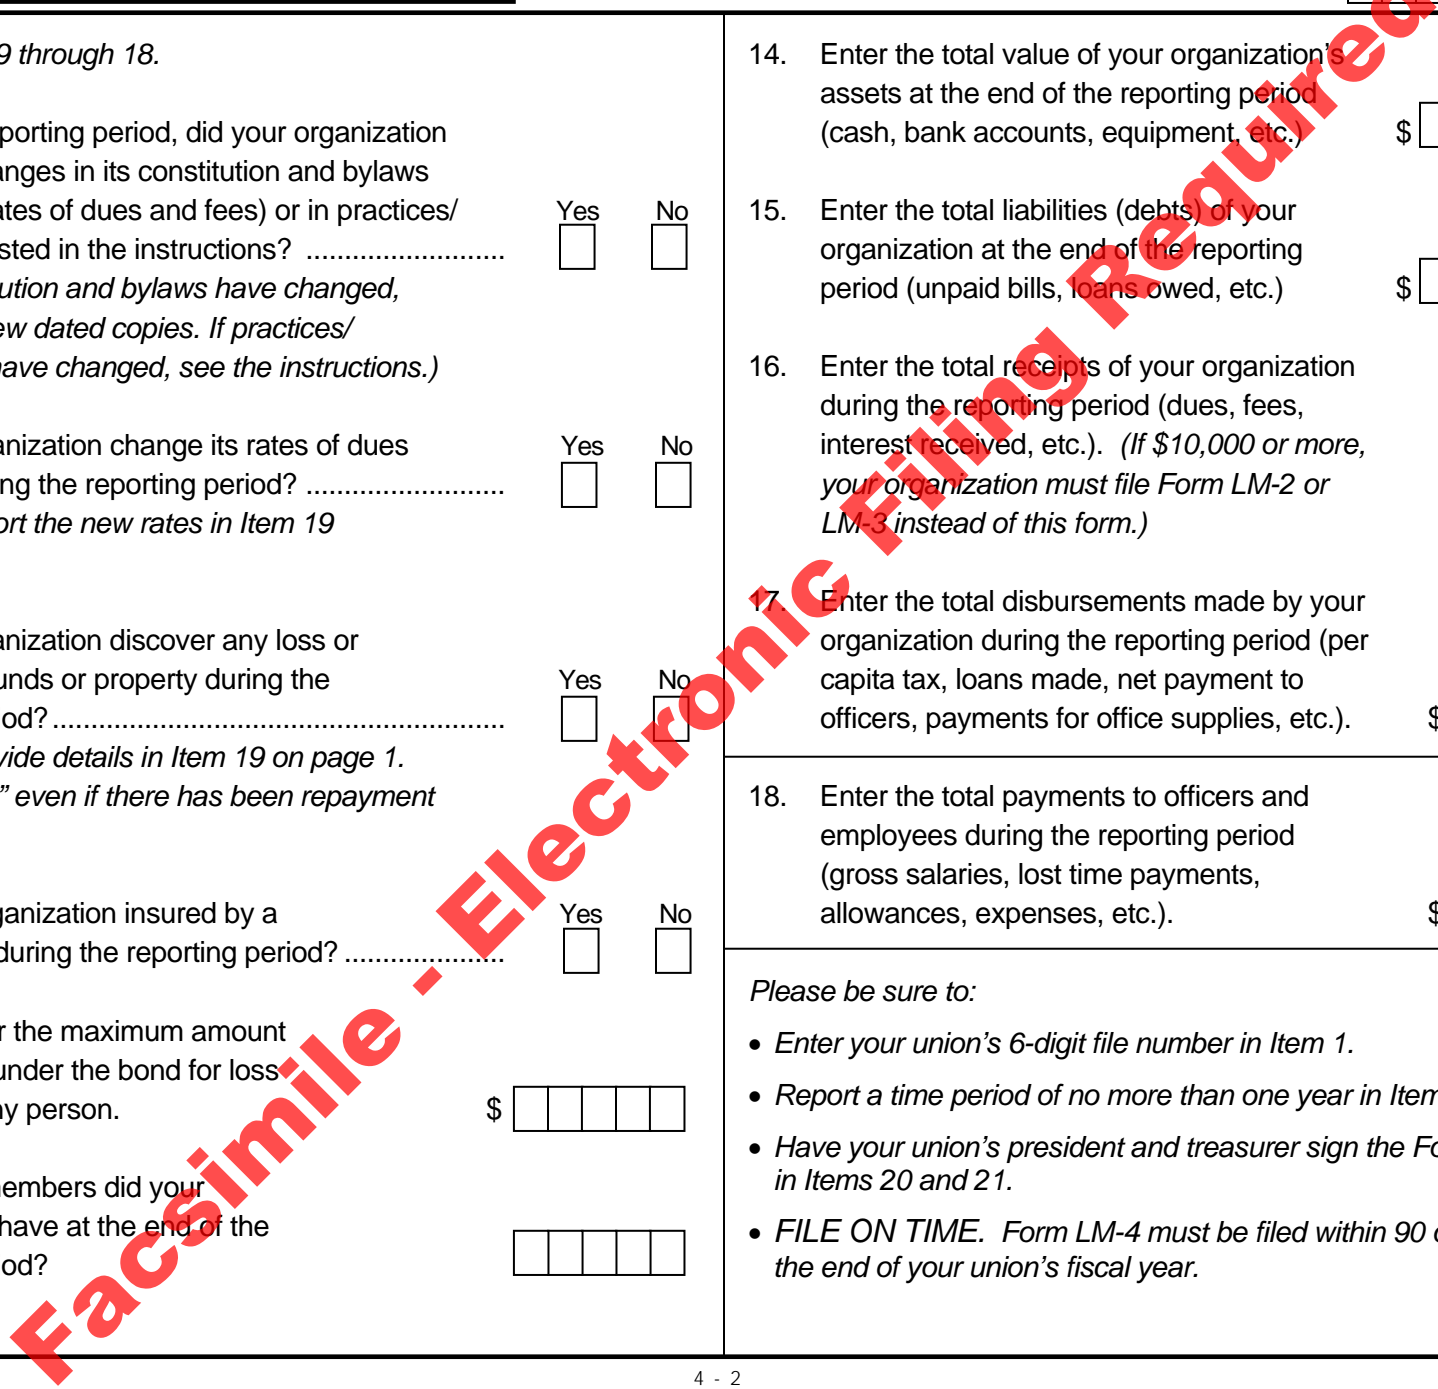 9 through 18.
porting period, did your organization
anges in its constitution and bylaws
ates of dues and fees) or in practices/
sted in the instructions? ..........................
Yes No
ution and bylaws have changed,
ew dated copies. If practices/
have changed, see the instructions.)
anization change its rates of dues
ing the reporting period? ..........................
Yes No
ort the new rates in Item 19
anization discover any loss or
unds or property during the
od? ...........................................................
Yes No
vide details in Item 19 on page 1.
” even if there has been repayment
ganization insured by a
during the reporting period? .....................
Yes No
r the maximum amount
under the bond for loss
ny person.
$
members did your
have at the end of the
od?
14. Enter the total value of your organization’s
assets at the end of the reporting period
(cash, bank accounts, equipment, etc.)
$
15. Enter the total liabilities (debts) of your
organization at the end of the reporting
period (unpaid bills, loans owed, etc.)
$
16. Enter the total receipts of your organization
during the reporting period (dues, fees,
interest received, etc.). (If $10,000 or more,
your organization must file Form LM-2 or
LM-3 instead of this form.)
17. Enter the total disbursements made by your
organization during the reporting period (per
capita tax, loans made, net payment to
officers, payments for office supplies, etc.).
$
18. Enter the total payments to officers and
employees during the reporting period
(gross salaries, lost time payments,
allowances, expenses, etc.).
$
Please be sure to:
• Enter your union’s 6-digit file number in Item 1.
• Report a time period of no more than one year in Item
• Have your union’s president and treasurer sign the Fo
in Items 20 and 21.
• FILE ON TIME. Form LM-4 must be filed within 90
the end of your union’s fiscal year.
Facsimile - Electronic Filing Required
4 - 2